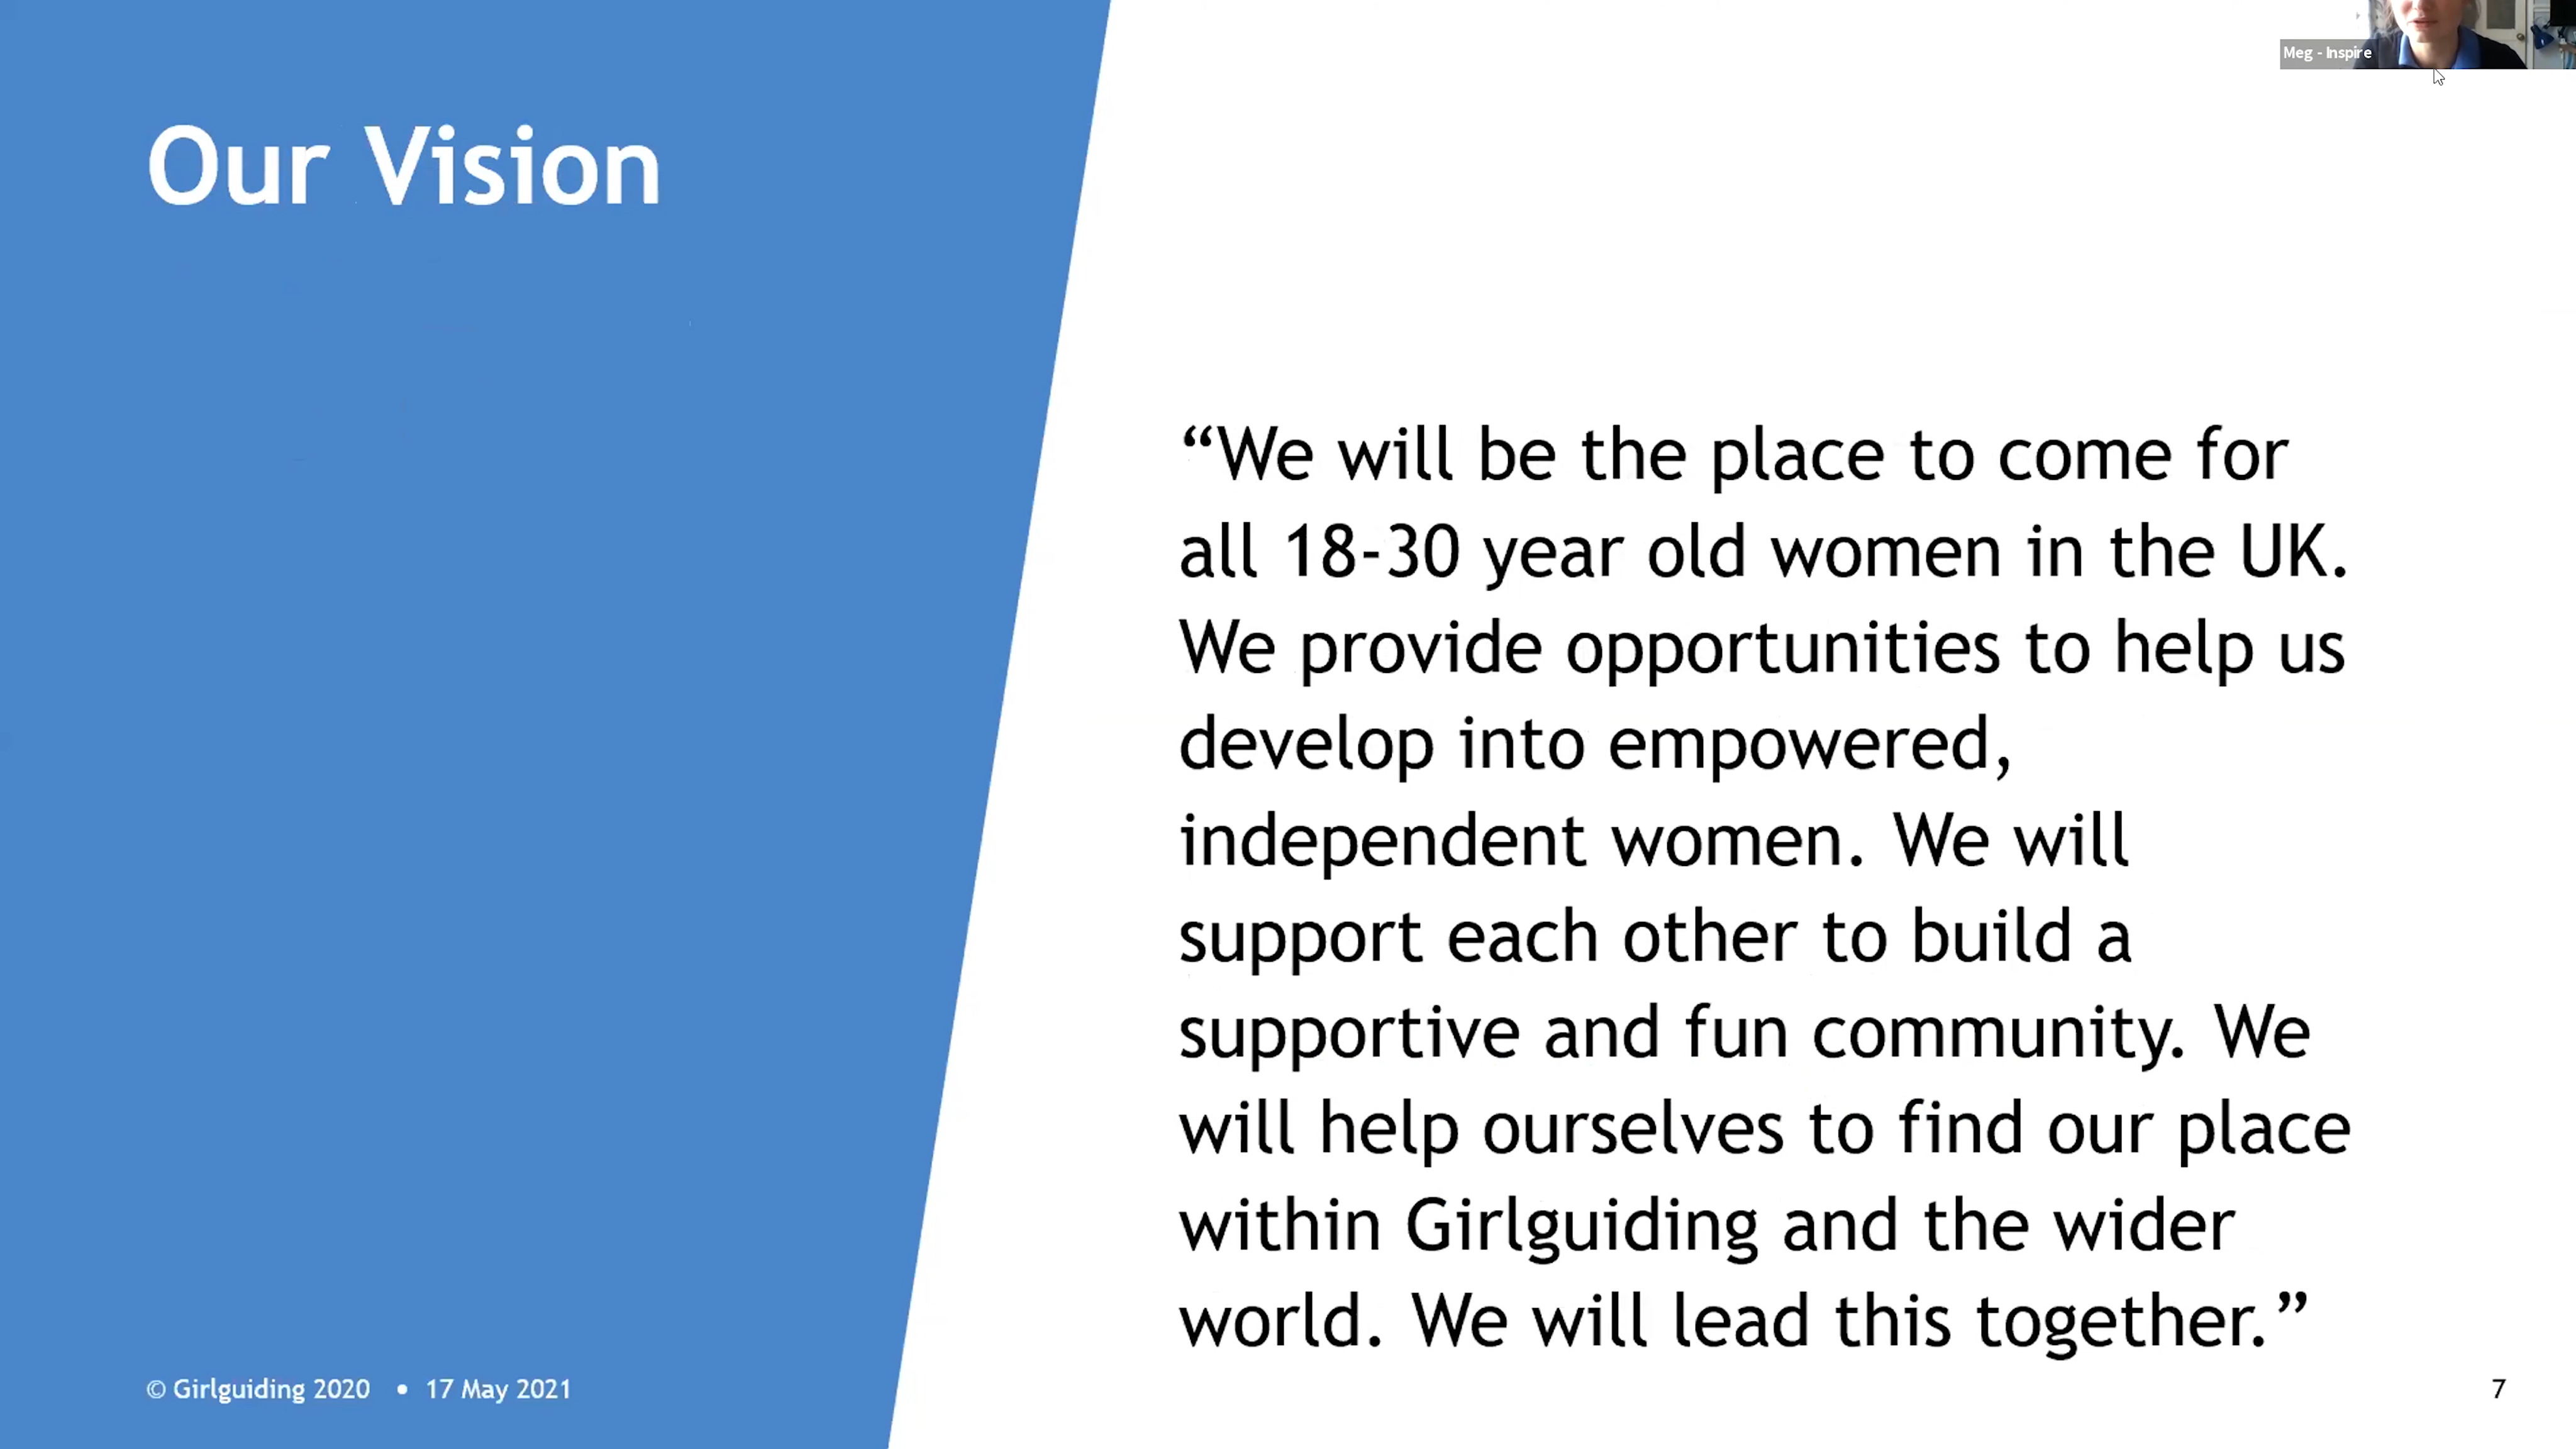 Meg - Inspire
Our Vision
“We will be the place to come for
all 18-30 year old women in the UK.
We provide opportunities to help us
develop into empowered,
independent women. We will
support each other to build a
supportive and fun community. We
will help ourselves to find our place
within Girlguiding and the wider
world. We will lead this together.”
© Girlguiding 2020 • 17 May 2021
7